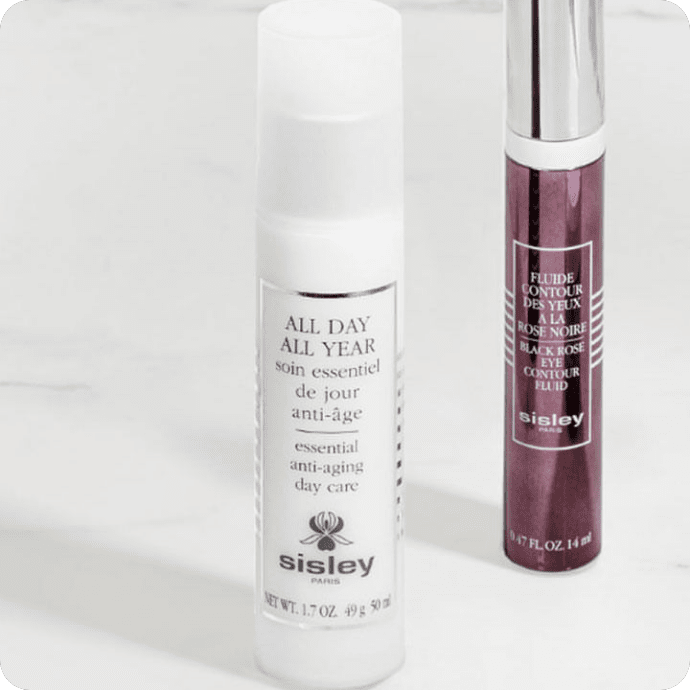 ALL DAY
ALL YEAR
soin essentiel
de jour
anti-âge
essential
anti-aging
day care
sisley
PARIS
NET WT. 1.7 OZ. 49 g 50 ml
FLUIDE
CONTOUR
DES YEUX
A LA
ROSE NOIRE
BLACK ROSE
EYE
CONTOUR
FLUID
sisley
PARIS
0.47 FL. OZ. 14 ml